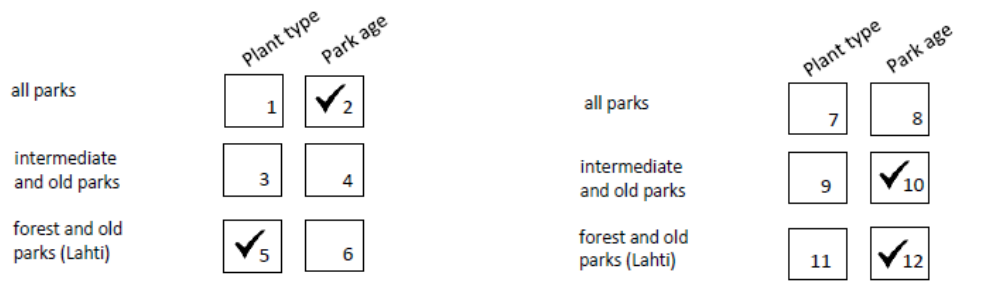 Plant type Park age
all parks 1 ✓2
intermediate
and old parks 3 4
forest and old
parks (Lahti) ✓5 6
Plant type Park age
all parks 7 8
intermediate
and old parks 9 ✓10
forest and old
parks (Lahti) 11 ✓12